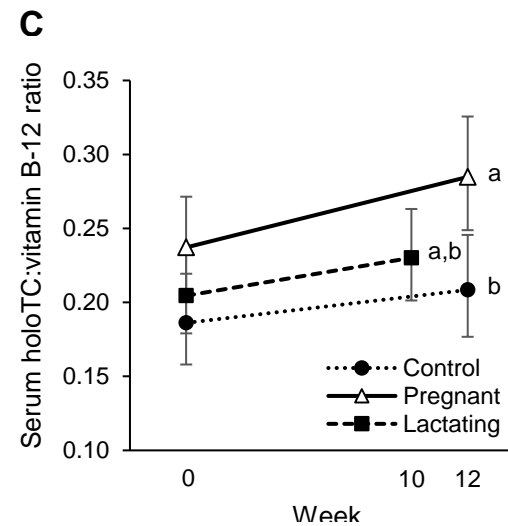 C
Serum holoTC:vitamin B-12 ratio
0.35
0.30
0.25
0.20
0.15
0.10
a
a,b
b
Control
Pregnant
Lactating
0 10 12
Week